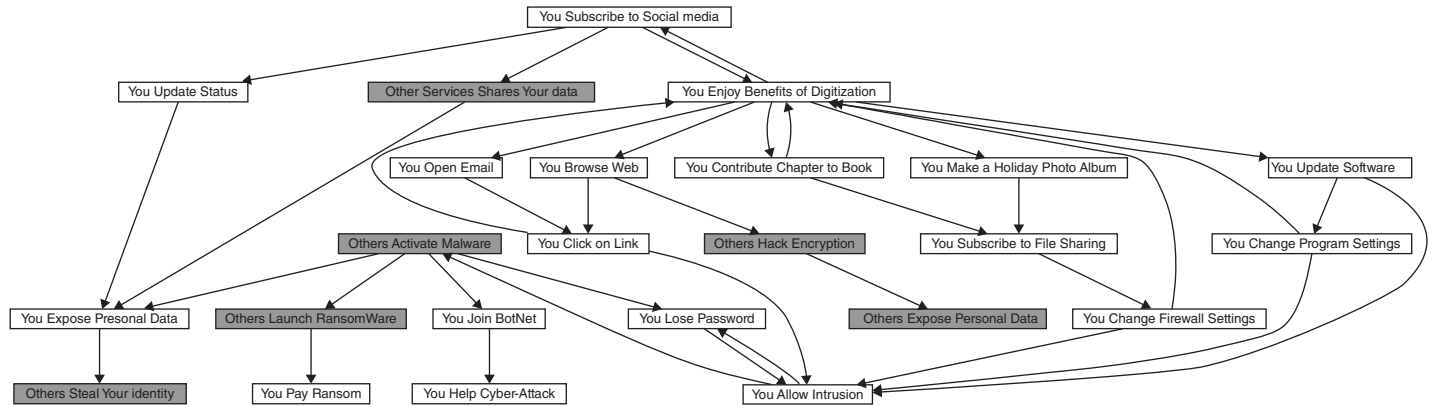 You Subscribe to Social media
You Update Status
Other Services Shares Your data
You Enjoy Benefits of Digitization
You Open Email
You Browse Web
You Contribute Chapter to Book
You Make a Holiday Photo Album
You Update Software
Others Activate Malware
You Click on Link
Others Hack Encryption
You Subscribe to File Sharing
You Change Program Settings
You Expose Presonal Data
Others Launch RansomWare
You Join BotNet
You Lose Password
Others Expose Personal Data
You Change Firewall Settings
Others Steal Your identity
You Pay Ransom
You Help Cyber-Attack
You Allow Intrusion